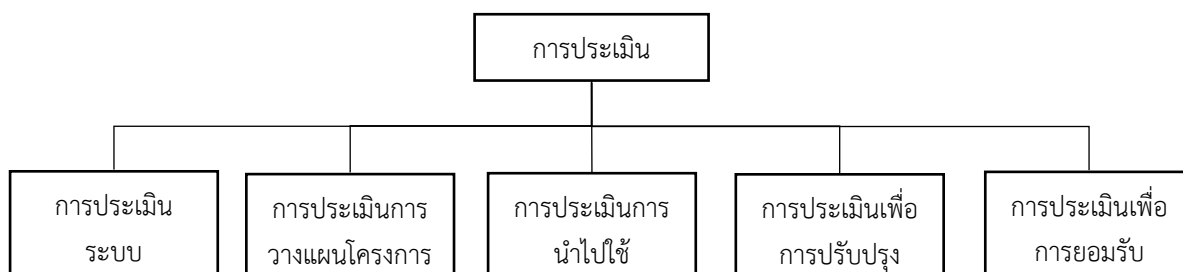 การประเมิน
การประเมิน
ระบบ
การประเมินการ
วางแผนโครงการ
การประเมินการ
นำไปใช้
การประเมินเพื่อ
การปรับปรุง
การประเมินเพื่อ
การยอมรับ